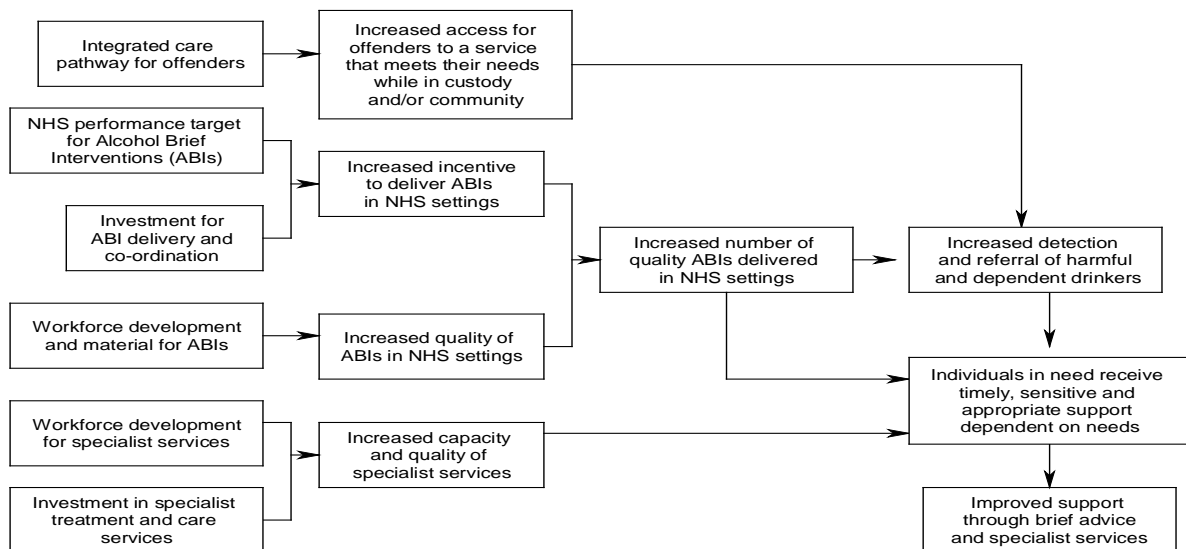 Integrated care
pathway for offenders
Increased access for
offenders to a service
that meets their needs
while in custody
and/or community
NHS performance target
for Alcohol Brief
Interventions (ABIs)
Increased incentive
to deliver ABIs
in NHS settings
Investment for
ABI delivery and
co-ordination
Increased number of
quality ABIs delivered
in NHS settings
Increased detection
and referral of harmful
and dependent drinkers
Workforce development
and material for ABIs
Increased quality of
ABIs in NHS settings
Individuals in need receive
timely, sensitive and
appropriate support
dependent on needs
Workforce development
for specialist services
Increased capacity
and quality of
specialist services
Investment in specialist
treatment and care
services
Improved support
through brief advice
and specialist services